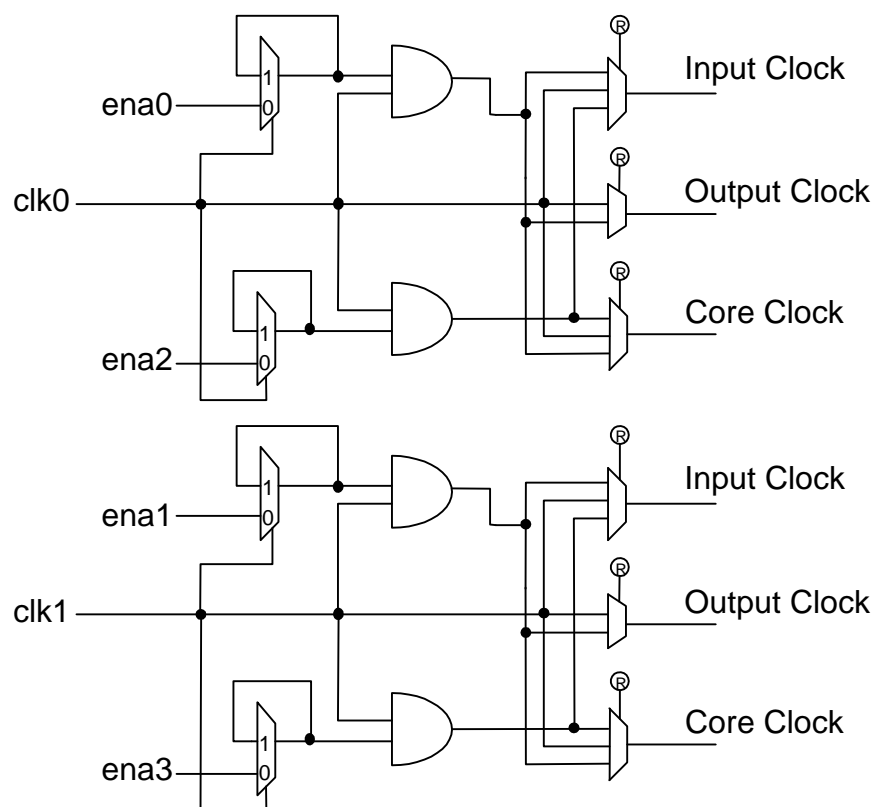 R
1
Input Clock
0
ena0
R
Output Clock
clk0
R
Core Clock
1
0
ena2
R
1
Input Clock
0
ena1
R
Output Clock
clk1
R
Core Clock
1
0
ena3